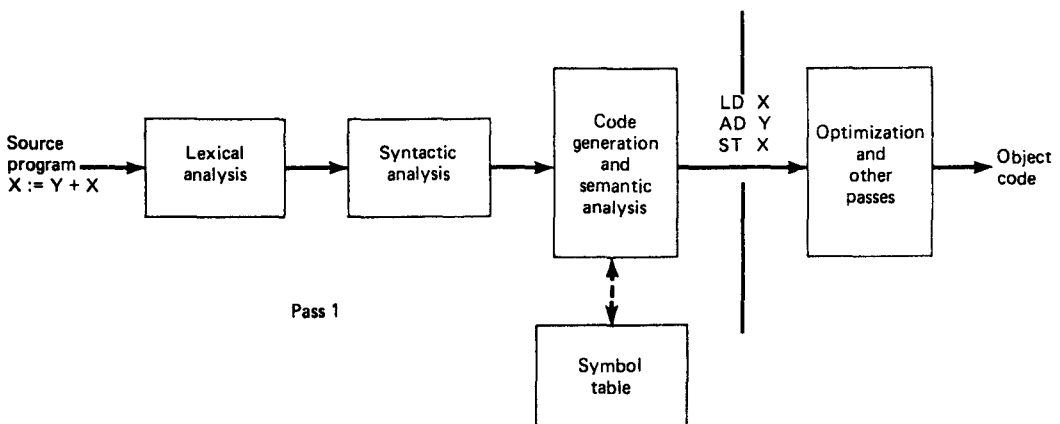 Source
program
X := Y + X
Lexical
analysis
Syntactic
analysis
Code
generation
and
semantic
analysis
LD X
AD Y
ST X
Optimization
and
other
passes
Object
code
Pass 1
Symbol
table